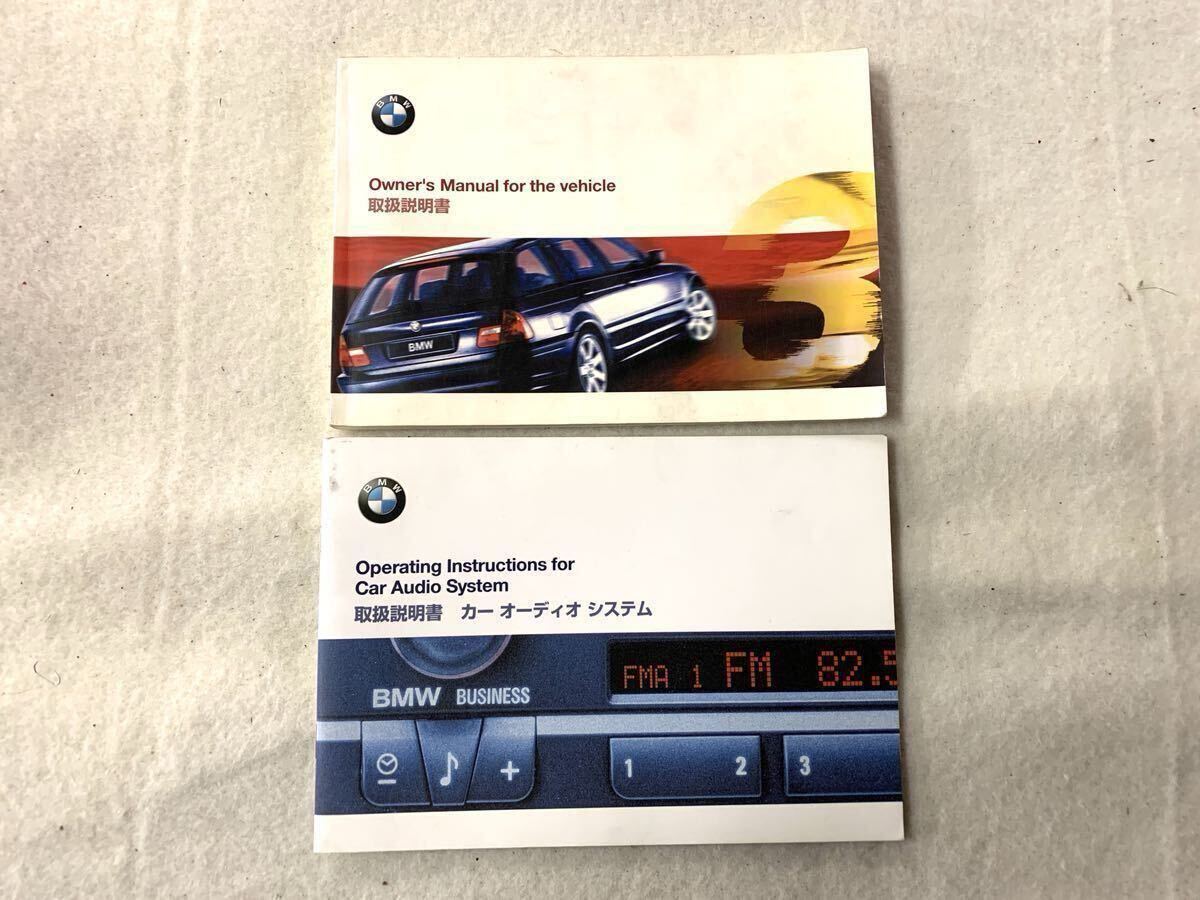 BMW
Owner's Manual for the vehicle
取扱説明書
3
BMW
BMW
Operating Instructions for
Car Audio System
取扱説明書 カー オーディオ システム
FMA 1 FM 82.5
BMW BUSINESS
+ 1 2 3